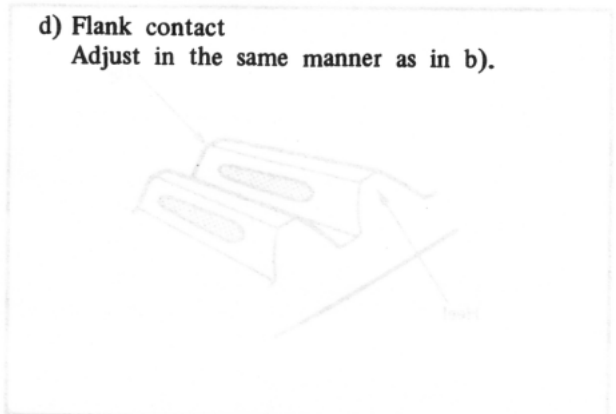 d) Flank contact
Adjust in the same manner as in b).